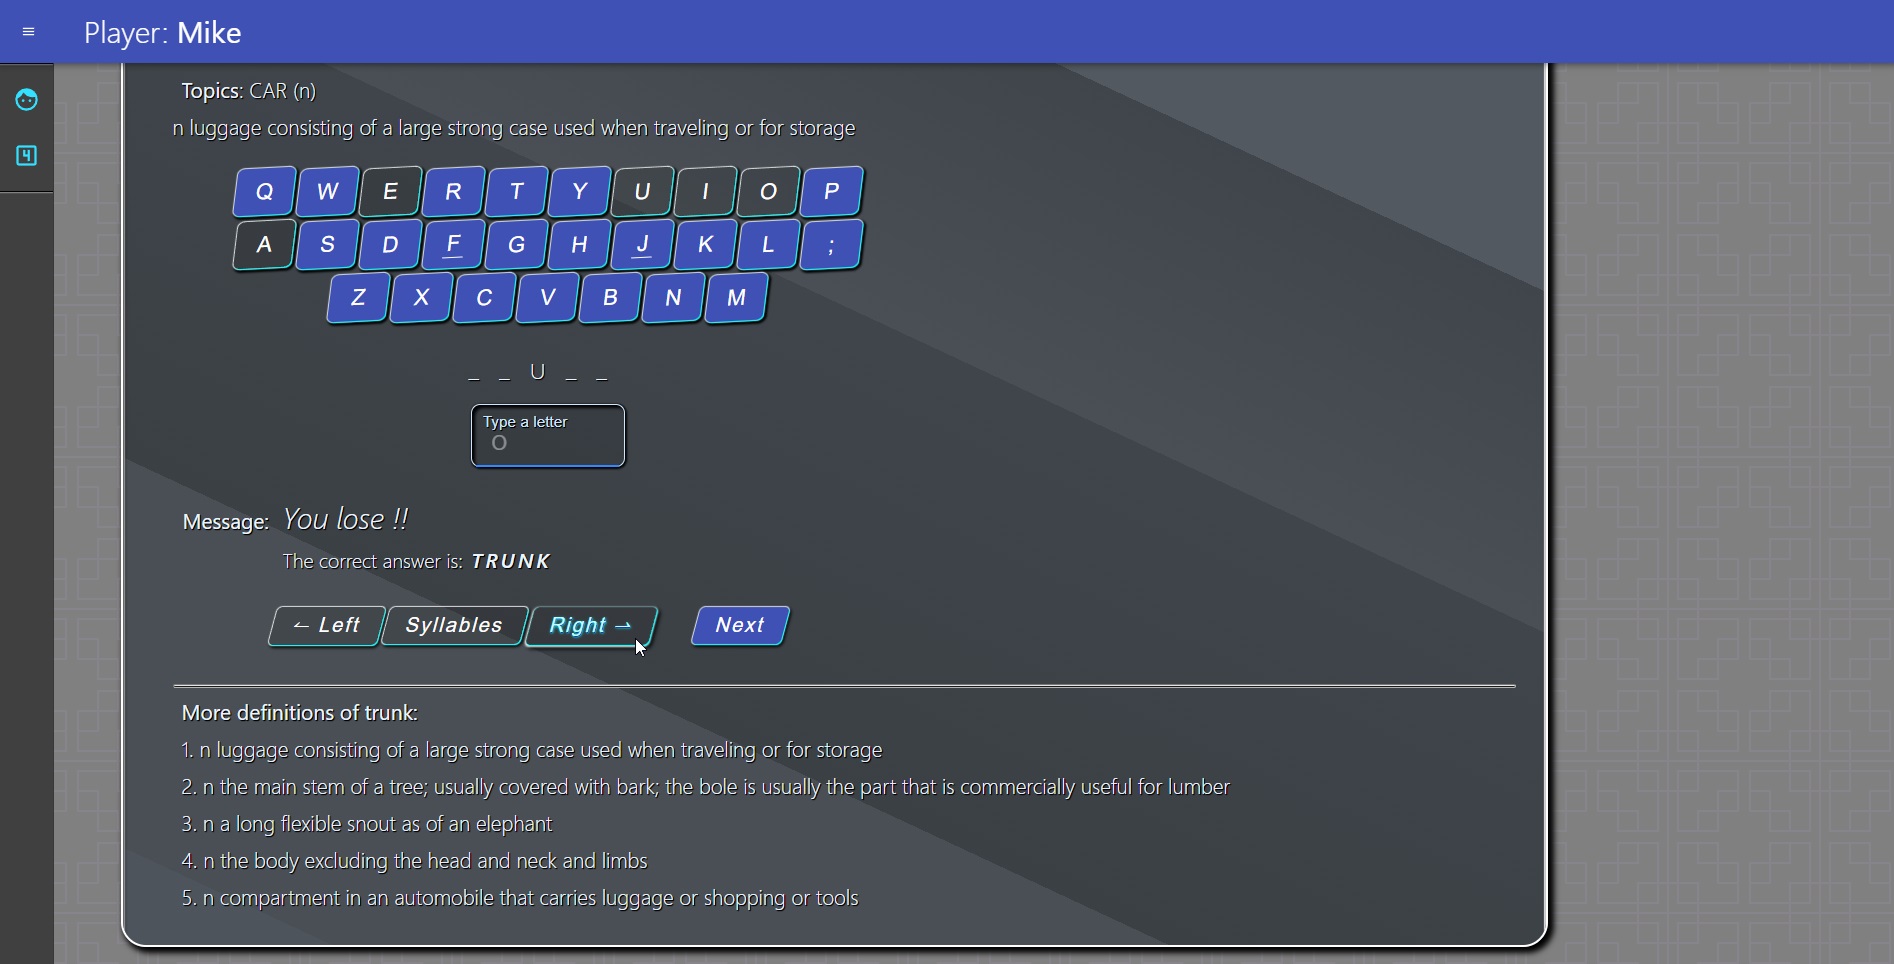 ≡ Player: Mike
4
Topics: CAR (n)
n luggage consisting of a large strong case used when traveling or for storage
Q W E R T Y U I O P
A S D F G H J K L ;
Z X C V B N M
_ _ U _ _
Type a letter
O
Message: You lose !!
The correct answer is: TRUNK
← Left Syllables Right → Next
More definitions of trunk:
1. n luggage consisting of a large strong case used when traveling or for storage
2. n the main stem of a tree; usually covered with bark; the bole is usually the part that is commercially useful for lumber
3. n a long flexible snout as of an elephant
4. n the body excluding the head and neck and limbs
5. n compartment in an automobile that carries luggage or shopping or tools